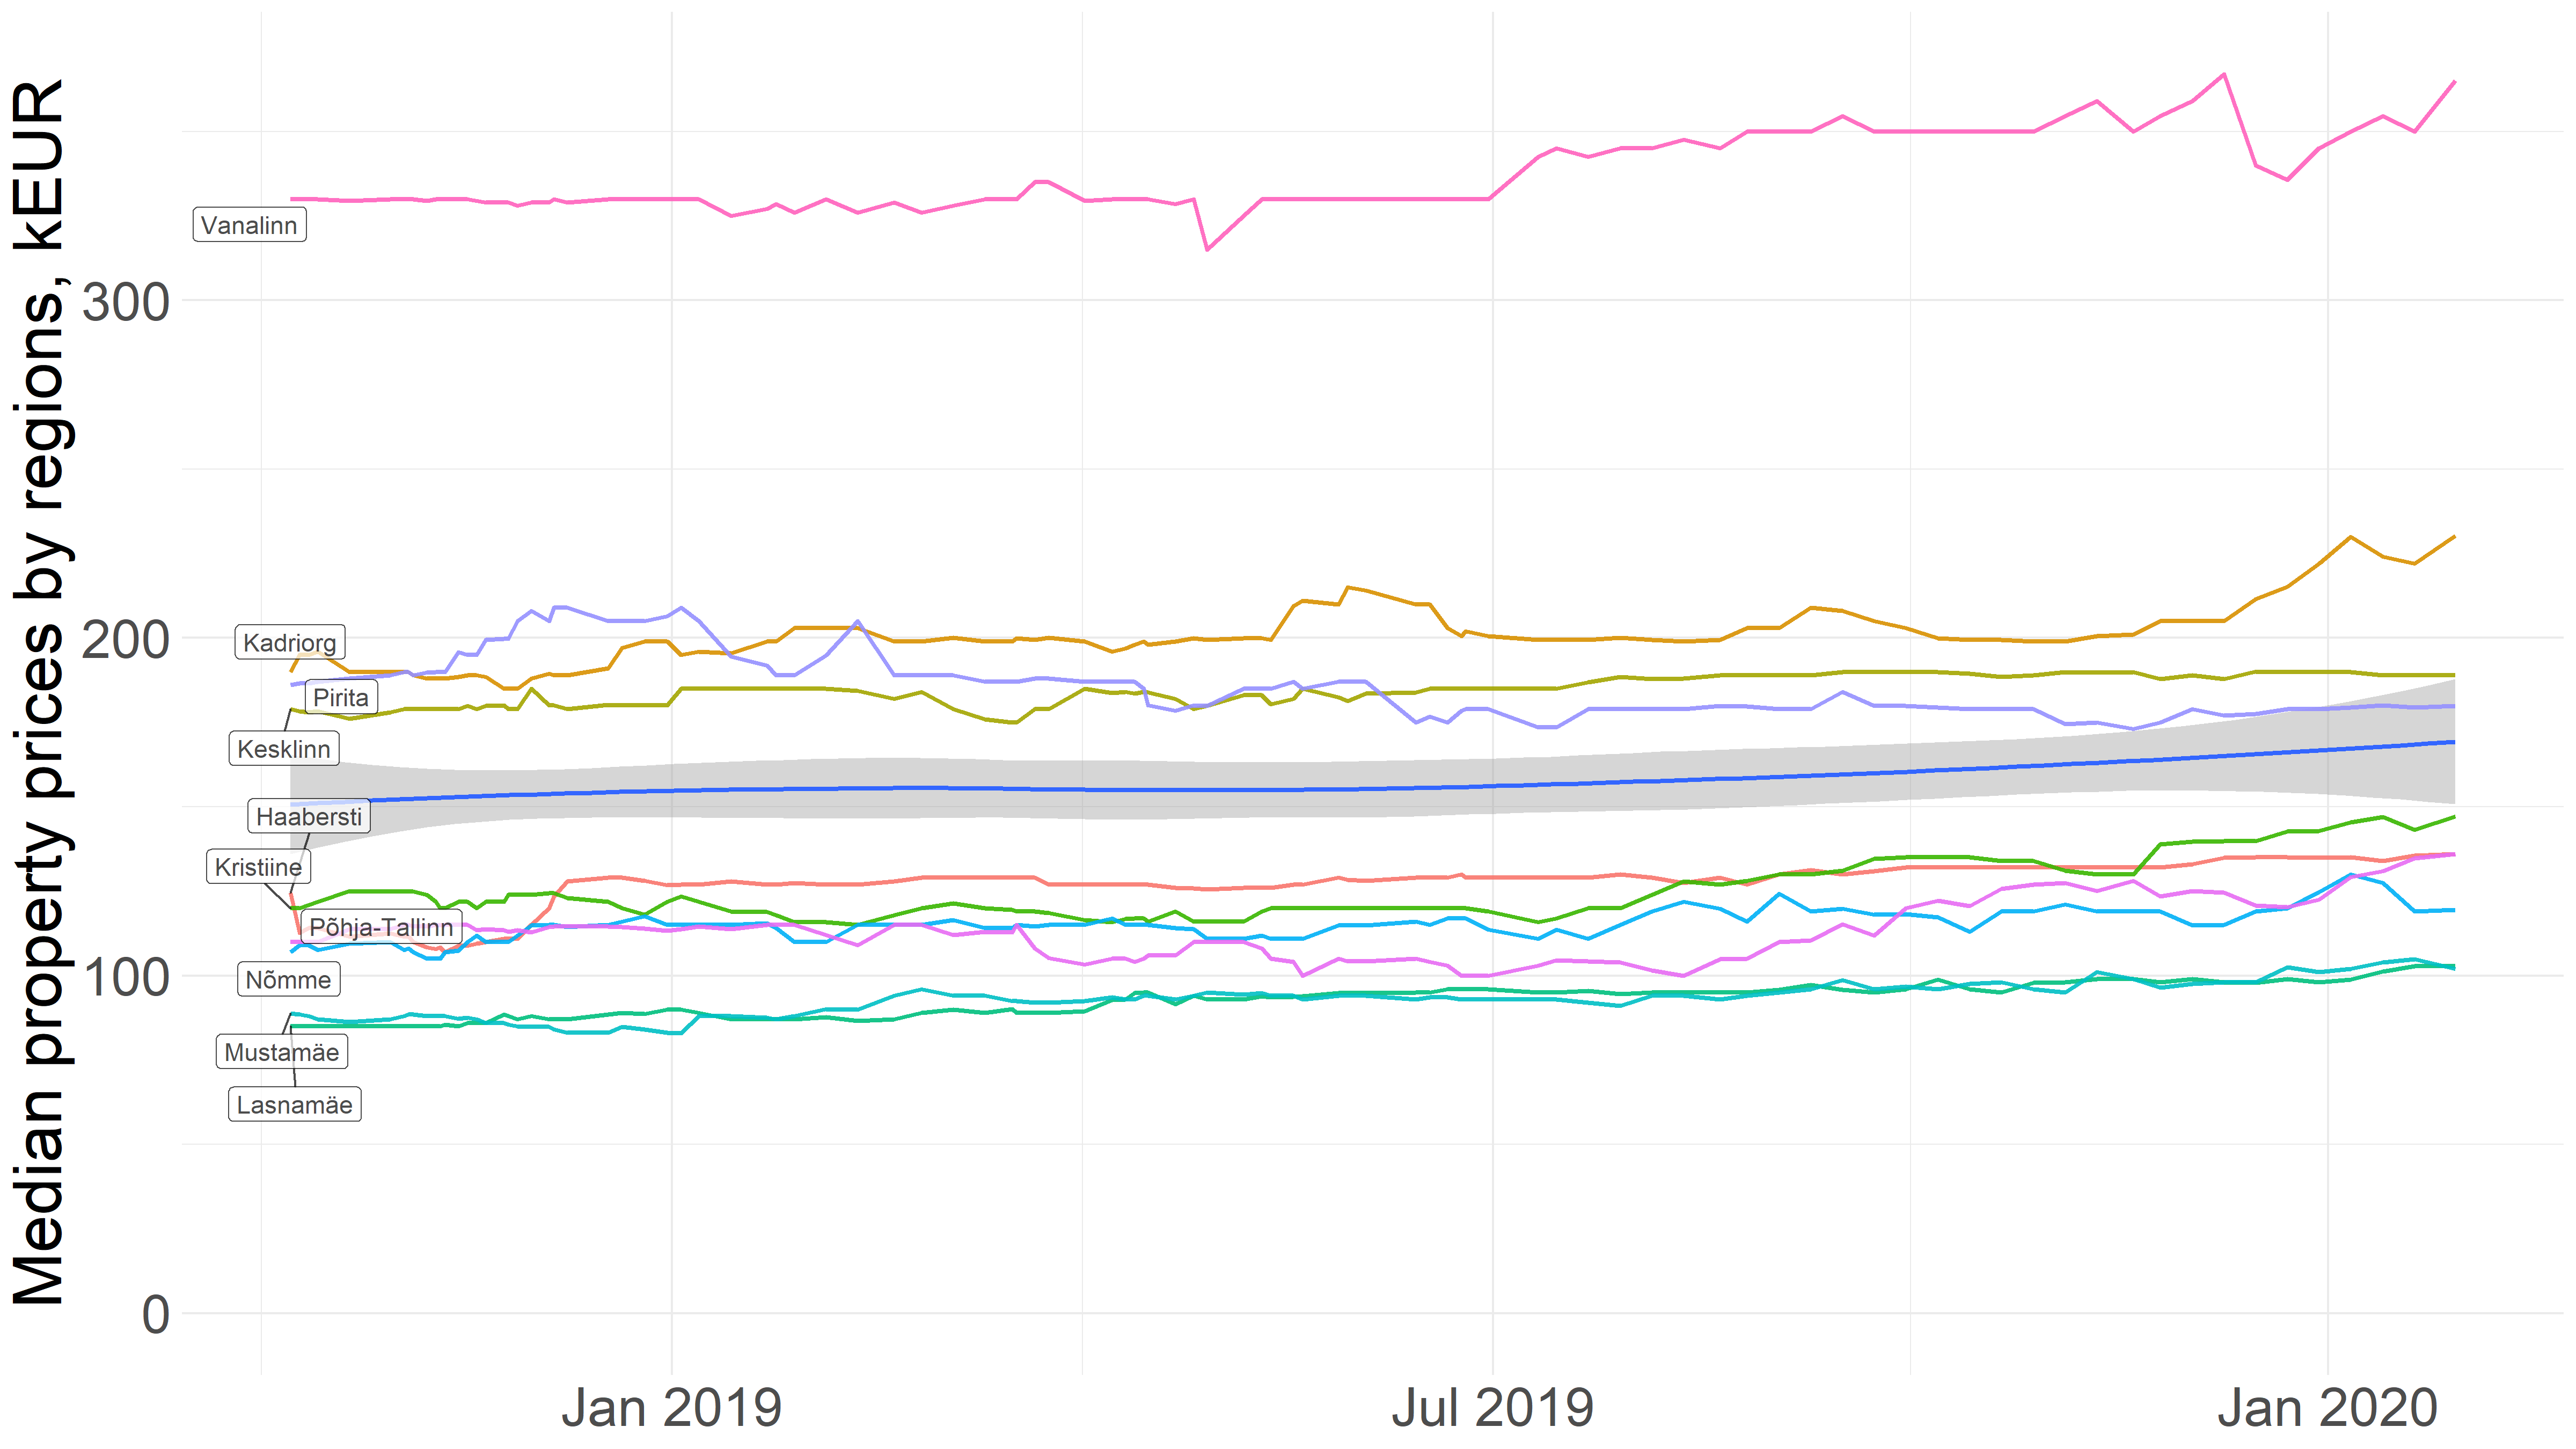 Median property prices by regions, kEUR
300
200
100
0
Vanalinn
Kadriorg
Pirita
Kesklinn
Haabersti
Kristiine
Põhja-Tallinn
Nõmme
Mustamäe
Lasnamäe
Jan 2019
Jul 2019
Jan 2020